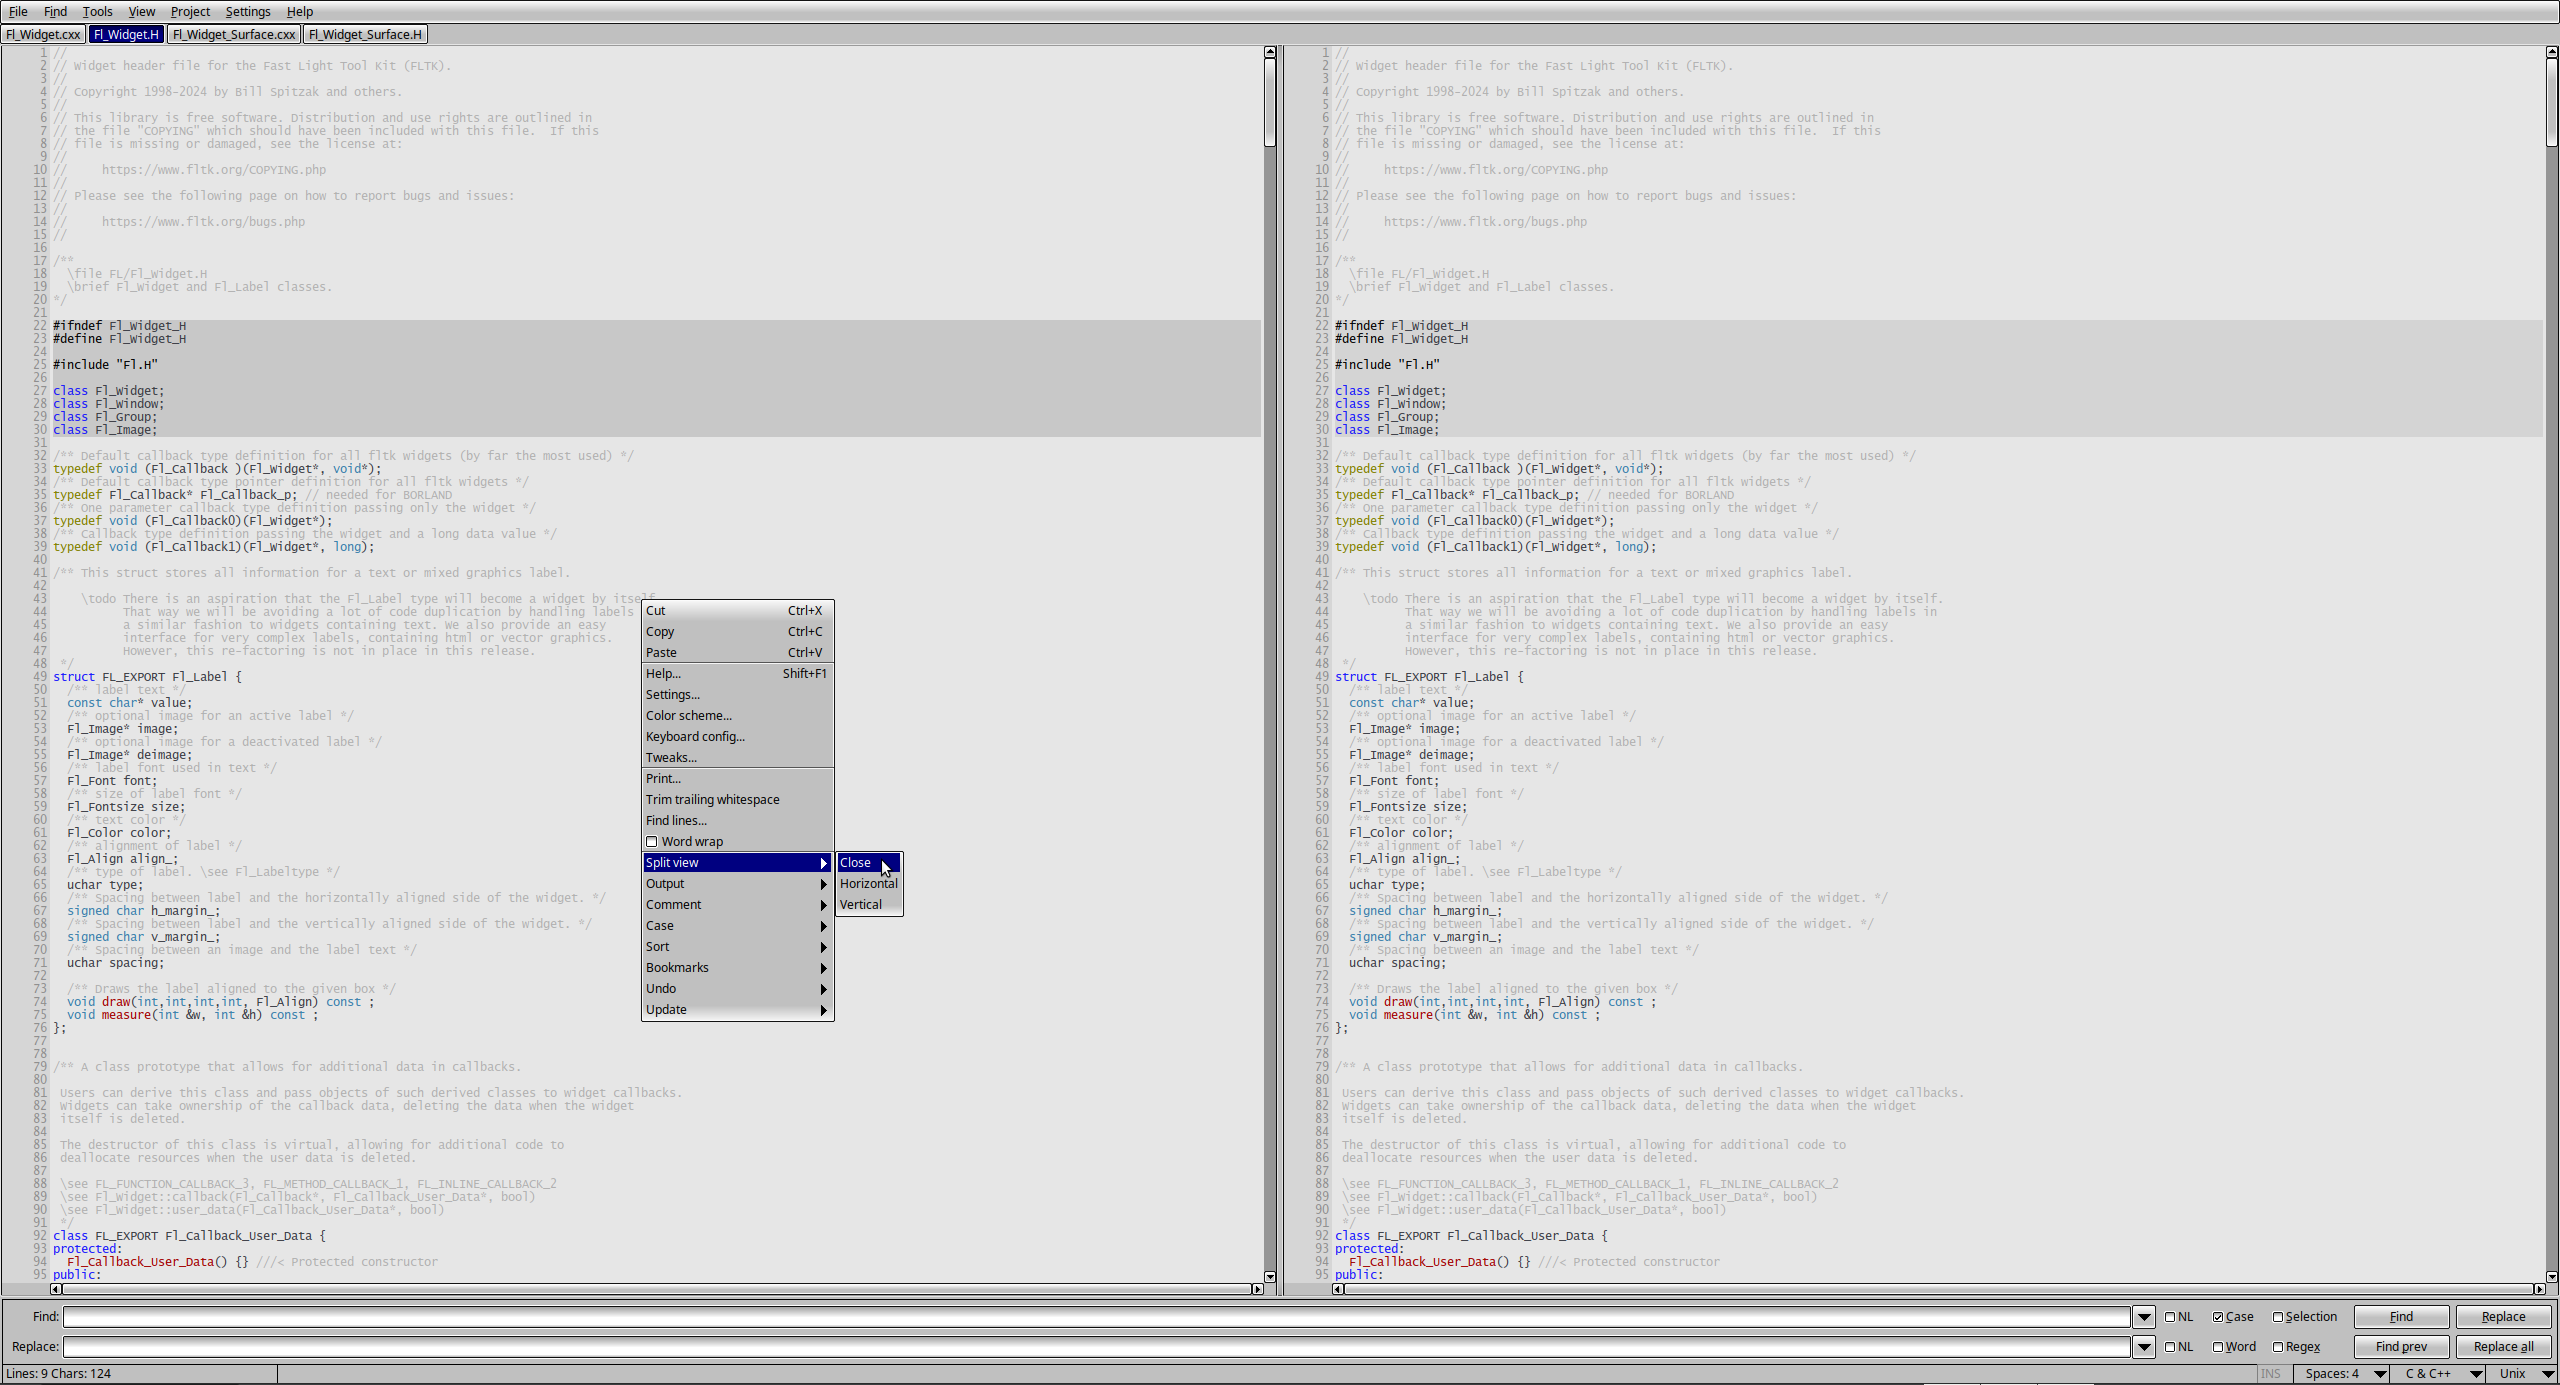 File Find Tools View Project Settings Help
Fl_Widget.cxx Fl_Widget.H Fl_Widget_Surface.cxx Fl_Widget_Surface.H
1 //
2 // Widget header file for the Fast Light Tool Kit (FLTK).
3 //
4 // Copyright 1998-2024 by Bill Spitzak and others.
5 //
6 // This library is free software. Distribution and use rights are outlined in
7 // the file "COPYING" which should have been included with this file.  If this
8 // file is missing or damaged, see the license at:
9 //
10 //     https://www.fltk.org/COPYING.php
11 //
12 // Please see the following page on how to report bugs and issues:
13 //
14 //     https://www.fltk.org/bugs.php
15 //
16
17 /**
18   \file FL/Fl_Widget.H
19   \brief Fl_Widget and Fl_Label classes.
20 */
21
22 #ifndef Fl_Widget_H
23 #define Fl_Widget_H
24
25 #include "Fl.H"
26
27 class Fl_Widget;
28 class Fl_Window;
29 class Fl_Group;
30 class Fl_Image;
31
32 /** Default callback type definition for all fltk widgets (by far the most used) */
33 typedef void (Fl_Callback )(Fl_Widget*, void*);
34 /** Default callback type pointer definition for all fltk widgets */
35 typedef Fl_Callback* Fl_Callback_p; // needed for BORLAND
36 /** One parameter callback type definition passing only the widget */
37 typedef void (Fl_Callback0)(Fl_Widget*);
38 /** Callback type definition passing the widget and a long data value */
39 typedef void (Fl_Callback1)(Fl_Widget*, long);
40
41 /** This struct stores all information for a text or mixed graphics label.
42
43     \todo There is an aspiration that the Fl_Label type will become a widget by itself.
44           That way we will be avoiding a lot of code duplication by handling labels
45           a similar fashion to widgets containing text. We also provide an easy
46           interface for very complex labels, containing html or vector graphics.
47           However, this re-factoring is not in place in this release.
48  */
49 struct FL_EXPORT Fl_Label {
50   /** label text */
51   const char* value;
52   /** optional image for an active label */
53   Fl_Image* image;
54   /** optional image for a deactivated label */
55   Fl_Image* deimage;
56   /** label font used in text */
57   Fl_Font font;
58   /** size of label font */
59   Fl_Fontsize size;
60   /** text color */
61   Fl_Color color;
62   /** alignment of label */
63   Fl_Align align_;
64   /** type of label. \see Fl_Labeltype */
65   uchar type;
66   /** Spacing between label and the horizontally aligned side of the widget. */
67   signed char h_margin_;
68   /** Spacing between label and the vertically aligned side of the widget. */
69   signed char v_margin_;
70   /** Spacing between an image and the label text */
71   uchar spacing;
72
73   /** Draws the label aligned to the given box */
74   void draw(int,int,int,int, Fl_Align) const ;
75   void measure(int &w, int &h) const ;
76 };
77
78
79 /** A class prototype that allows for additional data in callbacks.
80
81  Users can derive this class and pass objects of such derived classes to widget callbacks.
82  Widgets can take ownership of the callback data, deleting the data when the widget
83  itself is deleted.
84
85  The destructor of this class is virtual, allowing for additional code to
86  deallocate resources when the user data is deleted.
87
88  \see FL_FUNCTION_CALLBACK_3, FL_METHOD_CALLBACK_1, FL_INLINE_CALLBACK_2
89  \see Fl_Widget::callback(Fl_Callback*, Fl_Callback_User_Data*, bool)
90  \see Fl_Widget::user_data(Fl_Callback_User_Data*, bool)
91  */
92 class FL_EXPORT Fl_Callback_User_Data {
93 protected:
94   Fl_Callback_User_Data() {} ///< Protected constructor
95 public:
Cut Ctrl+X
Copy Ctrl+C
Paste Ctrl+V
Help... Shift+F1
Settings...
Color scheme...
Keyboard config...
Tweaks...
Print...
Trim trailing whitespace
Find lines...
Word wrap
Split view
Output
Comment
Case
Sort
Bookmarks
Undo
Update
Close
Horizontal
Vertical
1 //
2 // Widget header file for the Fast Light Tool Kit (FLTK).
3 //
4 // Copyright 1998-2024 by Bill Spitzak and others.
5 //
6 // This library is free software. Distribution and use rights are outlined in
7 // the file "COPYING" which should have been included with this file.  If this
8 // file is missing or damaged, see the license at:
9 //
10 //     https://www.fltk.org/COPYING.php
11 //
12 // Please see the following page on how to report bugs and issues:
13 //
14 //     https://www.fltk.org/bugs.php
15 //
16
17 /**
18   \file FL/Fl_Widget.H
19   \brief Fl_Widget and Fl_Label classes.
20 */
21
22 #ifndef Fl_Widget_H
23 #define Fl_Widget_H
24
25 #include "Fl.H"
26
27 class Fl_Widget;
28 class Fl_Window;
29 class Fl_Group;
30 class Fl_Image;
31
32 /** Default callback type definition for all fltk widgets (by far the most used) */
33 typedef void (Fl_Callback )(Fl_Widget*, void*);
34 /** Default callback type pointer definition for all fltk widgets */
35 typedef Fl_Callback* Fl_Callback_p; // needed for BORLAND
36 /** One parameter callback type definition passing only the widget */
37 typedef void (Fl_Callback0)(Fl_Widget*);
38 /** Callback type definition passing the widget and a long data value */
39 typedef void (Fl_Callback1)(Fl_Widget*, long);
40
41 /** This struct stores all information for a text or mixed graphics label.
42
43     \todo There is an aspiration that the Fl_Label type will become a widget by itself.
44           That way we will be avoiding a lot of code duplication by handling labels in
45           a similar fashion to widgets containing text. We also provide an easy
46           interface for very complex labels, containing html or vector graphics.
47           However, this re-factoring is not in place in this release.
48  */
49 struct FL_EXPORT Fl_Label {
50   /** label text */
51   const char* value;
52   /** optional image for an active label */
53   Fl_Image* image;
54   /** optional image for a deactivated label */
55   Fl_Image* deimage;
56   /** label font used in text */
57   Fl_Font font;
58   /** size of label font */
59   Fl_Fontsize size;
60   /** text color */
61   Fl_Color color;
62   /** alignment of label */
63   Fl_Align align_;
64   /** type of label. \see Fl_Labeltype */
65   uchar type;
66   /** Spacing between label and the horizontally aligned side of the widget. */
67   signed char h_margin_;
68   /** Spacing between label and the vertically aligned side of the widget. */
69   signed char v_margin_;
70   /** Spacing between an image and the label text */
71   uchar spacing;
72
73   /** Draws the label aligned to the given box */
74   void draw(int,int,int,int, Fl_Align) const ;
75   void measure(int &w, int &h) const ;
76 };
77
78
79 /** A class prototype that allows for additional data in callbacks.
80
81  Users can derive this class and pass objects of such derived classes to widget callbacks.
82  Widgets can take ownership of the callback data, deleting the data when the widget
83  itself is deleted.
84
85  The destructor of this class is virtual, allowing for additional code to
86  deallocate resources when the user data is deleted.
87
88  \see FL_FUNCTION_CALLBACK_3, FL_METHOD_CALLBACK_1, FL_INLINE_CALLBACK_2
89  \see Fl_Widget::callback(Fl_Callback*, Fl_Callback_User_Data*, bool)
90  \see Fl_Widget::user_data(Fl_Callback_User_Data*, bool)
91  */
92 class FL_EXPORT Fl_Callback_User_Data {
93 protected:
94   Fl_Callback_User_Data() {} ///< Protected constructor
95 public:
Find: NL Case Selection Find Replace
Replace: NL Word Regex Find prev Replace all
Lines: 9 Chars: 124 INS Spaces: 4 C & C++ Unix